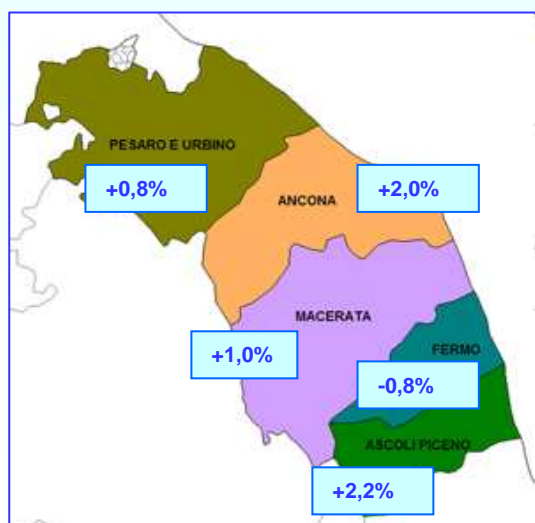 PESARO E URBINO
+0,8%
ANCONA
+2,0%
MACERATA
+1,0%
FERMO
-0,8%
ASCOLI PICENO
+2,2%